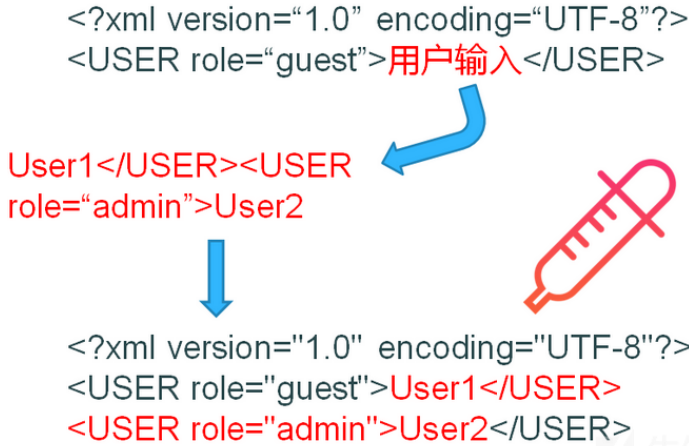 <?xml version=“1.0” encoding=“UTF-8”?>
<USER role=“guest”>用户输入</USER>
User1</USER><USER
role=“admin”>User2
<?xml version="1.0" encoding="UTF-8"?>
<USER role="guest">User1</USER>
<USER role="admin">User2</USER>